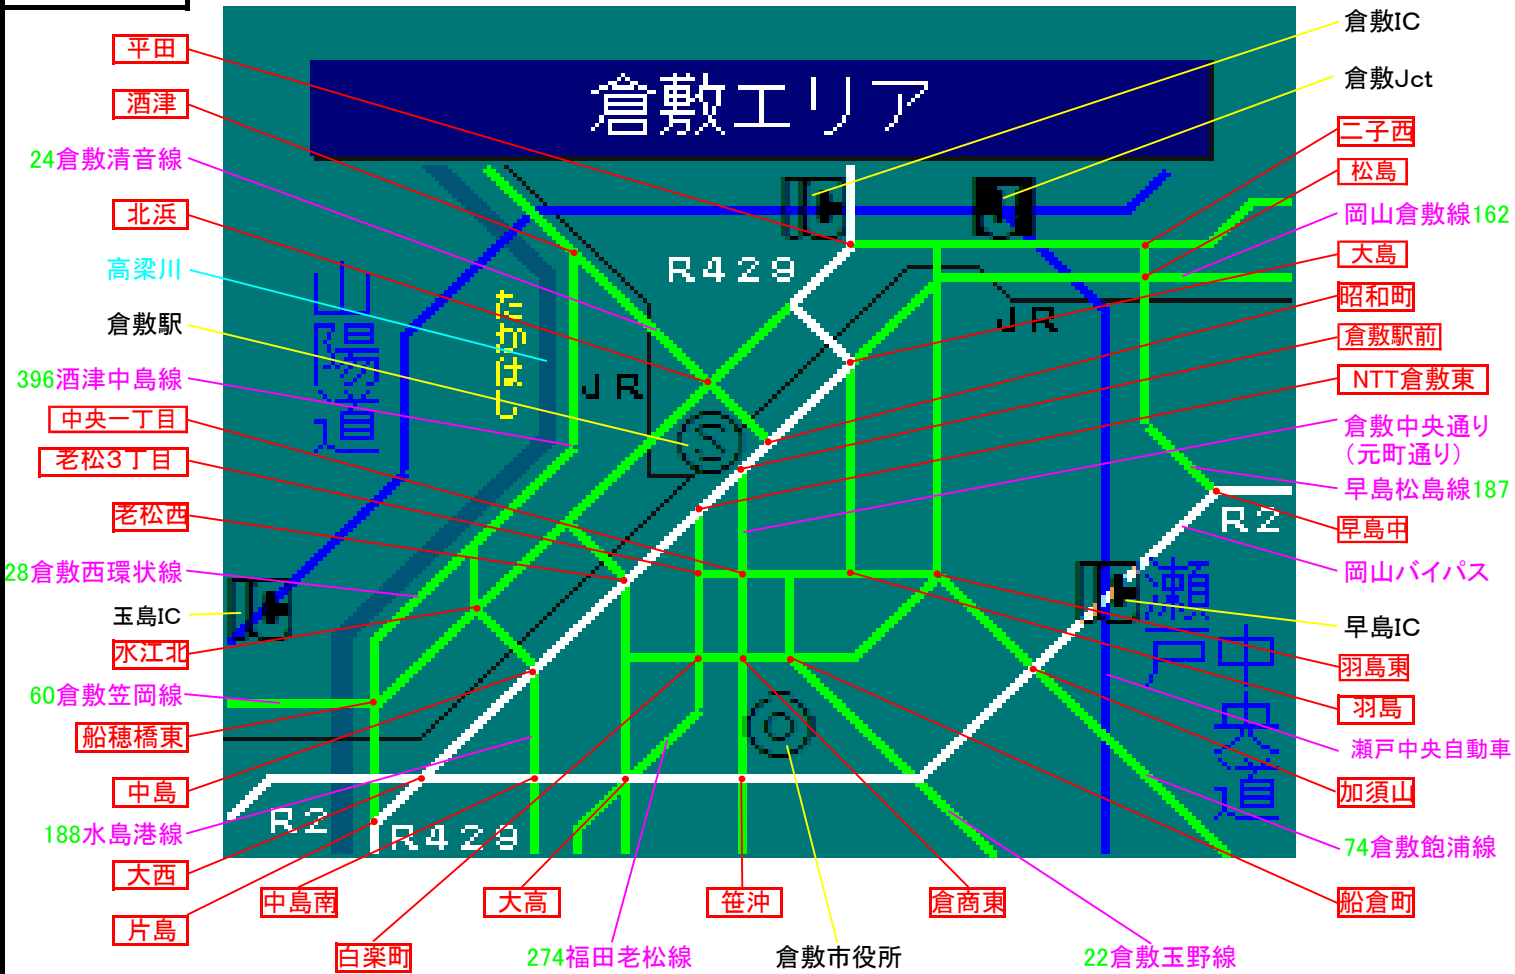 倉敷エリア
平田
酒津
24倉敷清音線
北浜
高梁川
倉敷駅
396酒津中島線
中央一丁目
老松3丁目
老松西
28倉敷西環状線
玉島IC
水江北
60倉敷笠岡線
船穂橋東
中島
188水島港線
大西
片島
中島南
白楽町
大高
274福田老松線
笹沖
倉敷市役所
倉商東
22倉敷玉野線
倉敷IC
倉敷Jct
二子西
松島
岡山倉敷線162
大島
昭和町
倉敷駅前
NTT倉敷東
倉敷中央通り
（元町通り）
早島松島線187
早島中
岡山バイパス
早島IC
羽島東
羽島
瀬戸中央自動車
加須山
74倉敷飽浦線
船倉町
山陽道
たかはし
R429
JR
JR
S
R2
瀬戸
中央道
R2
R429